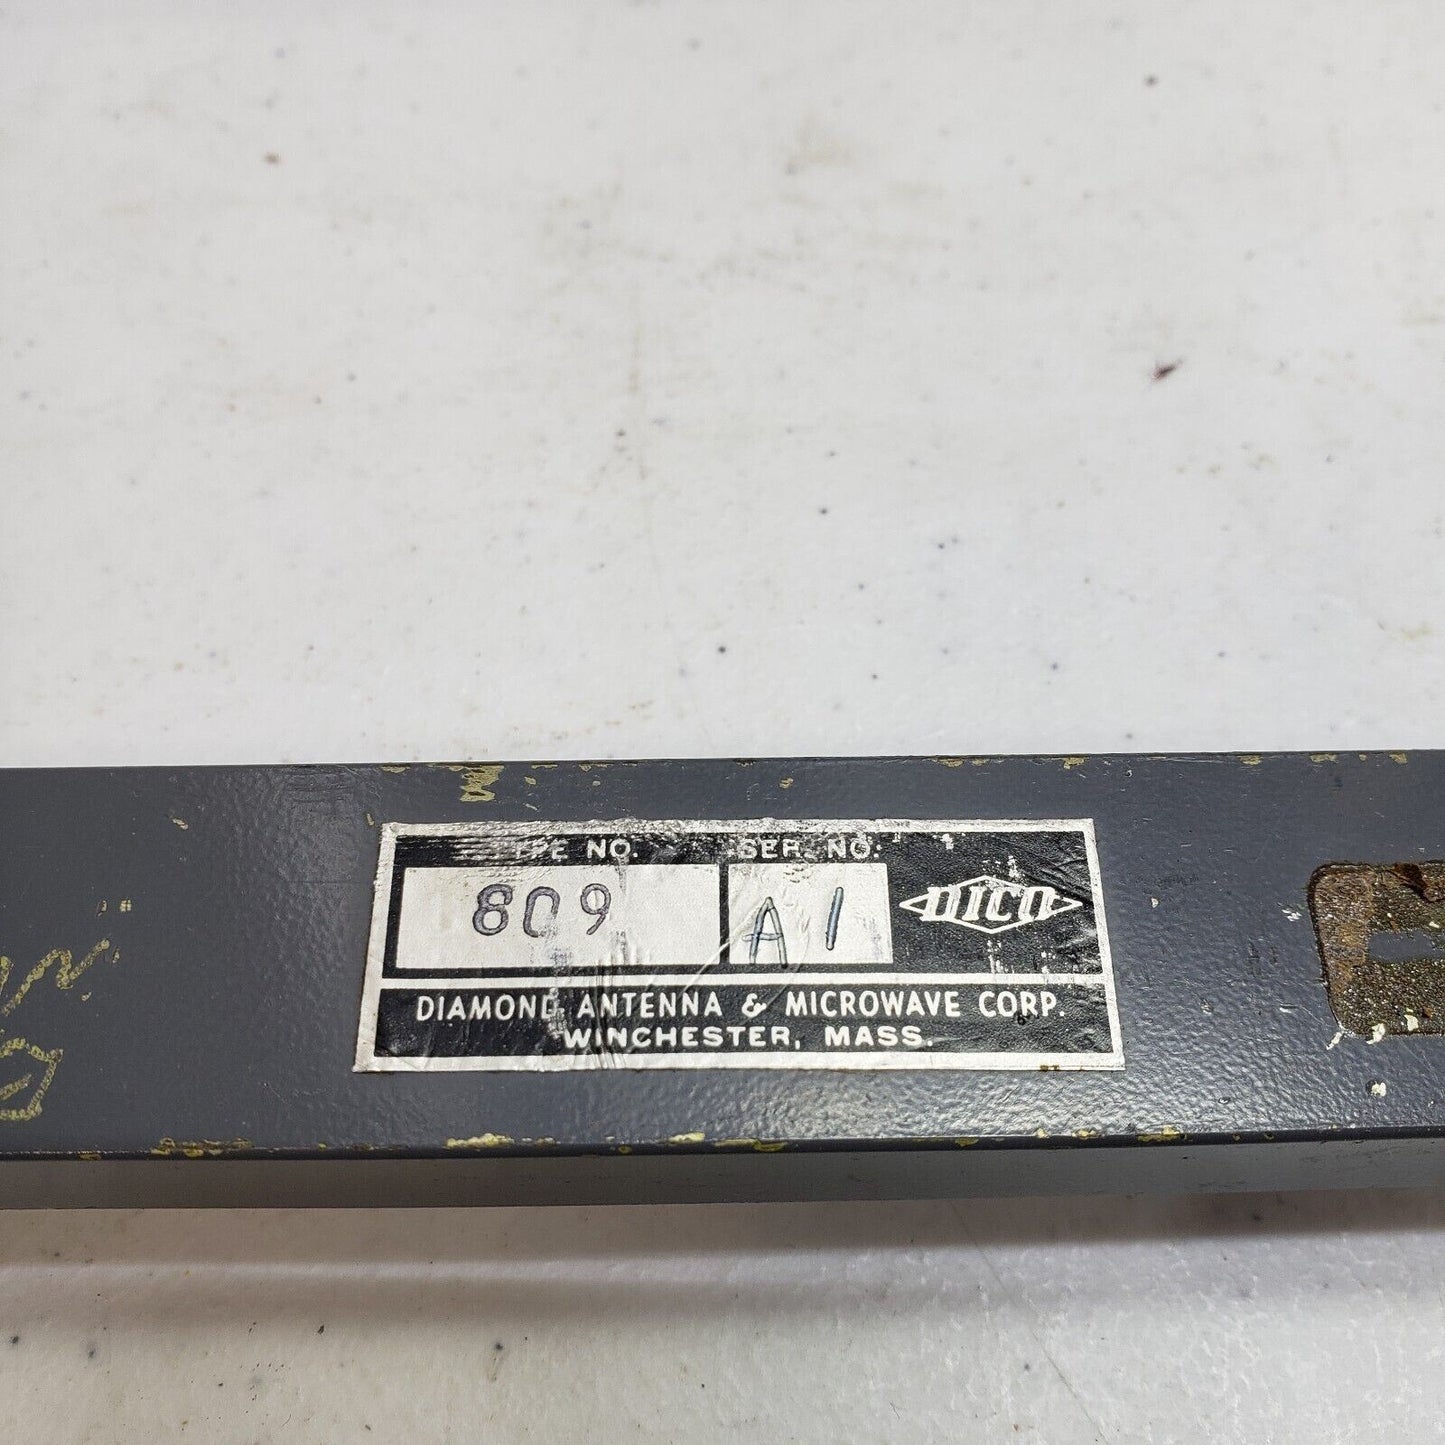 TYPE NO. SER. NO.
809 A1 DICO
DIAMOND ANTENNA & MICROWAVE CORP.
WINCHESTER, MASS.